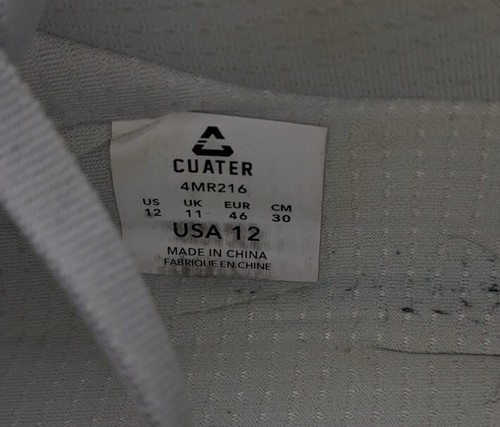 CUATER
4MR216
US UK EUR CM
12 11 46 30
USA 12
MADE IN CHINA
FABRIQUE EN CHINE